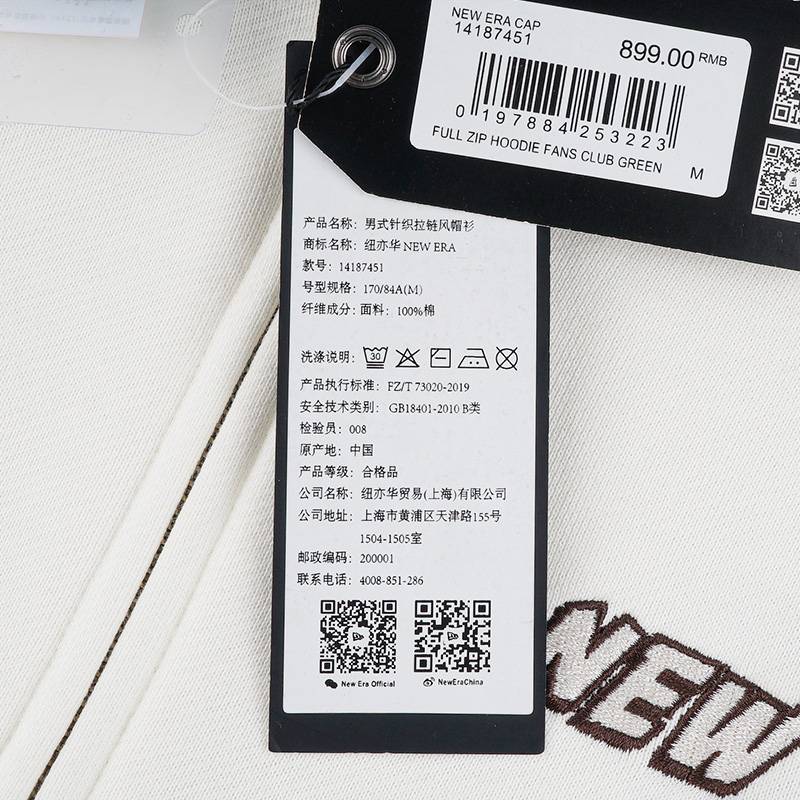 NEW ERA CAP
14187451
899.00 RMB
0 197884 253223
FULL ZIP HOODIE FANS CLUB GREEN M
产品名称: 男式针织拉链风帽衫
商标名称: 纽亦华 NEW ERA
款号: 14187451
号型规格: 170/84A(M)
纤维成分: 面料: 100%棉
洗涤说明: 30
产品执行标准: FZ/T 73020-2019
安全技术类别: GB18401-2010 B类
检验员: 008
原产地: 中国
产品等级: 合格品
公司名称: 纽亦华贸易(上海)有限公司
公司地址: 上海市黄浦区天津路155号
1504-1505室
邮政编码: 200001
联系电话: 4008-851-286
New Era Official NewEraChina
NEW